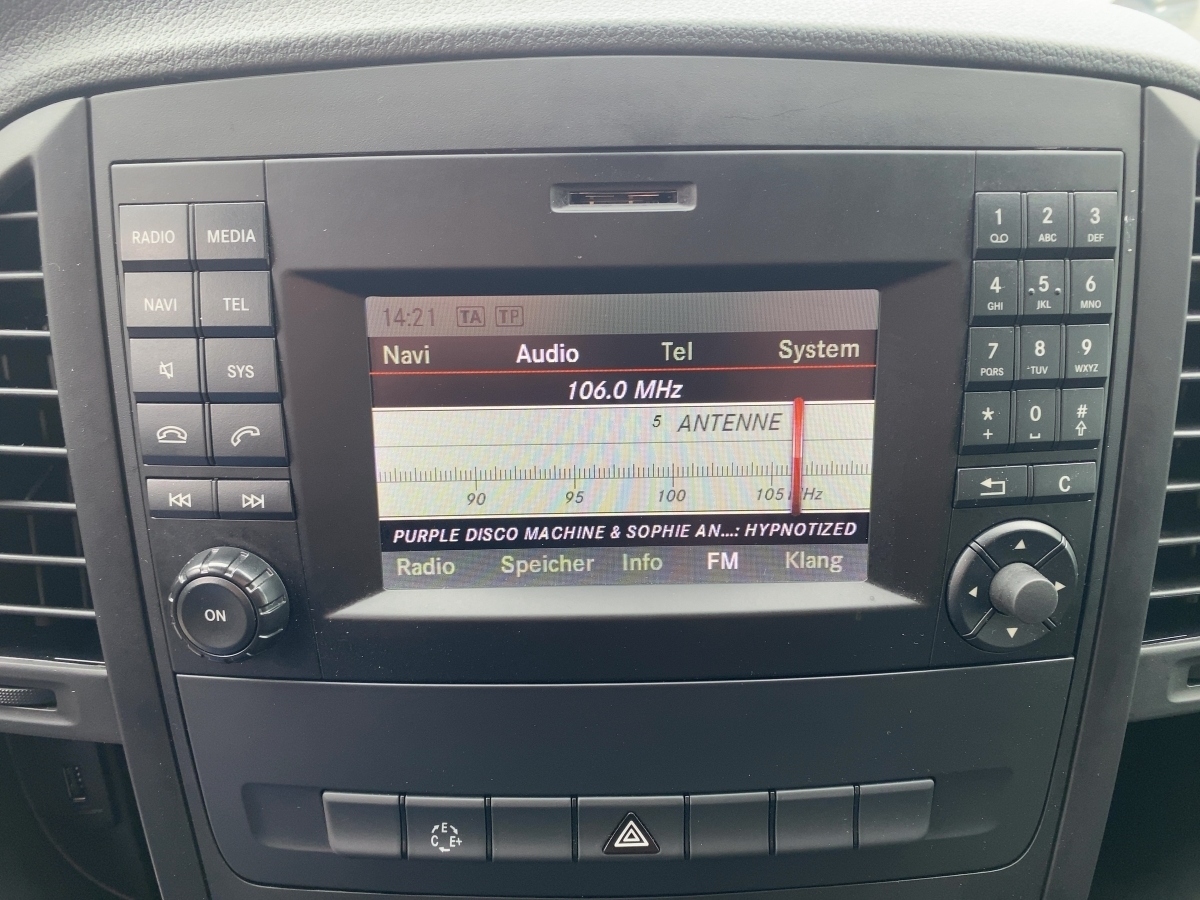 RADIO MEDIA
NAVI TEL
SYS
ON
14:21 TA TP
Navi Audio Tel System
106.0 MHz
5 ANTENNE
90 95 100 105
PURPLE DISCO MACHINE & SOPHIE AN...: HYPNOTIZED
Radio Speicher Info FM Klang
1 2 3
ABC DEF
4 5 6
GHI JKL MNO
7 8 9
PQRS TUV WXYZ
* 0 #
+
C
E
C E+